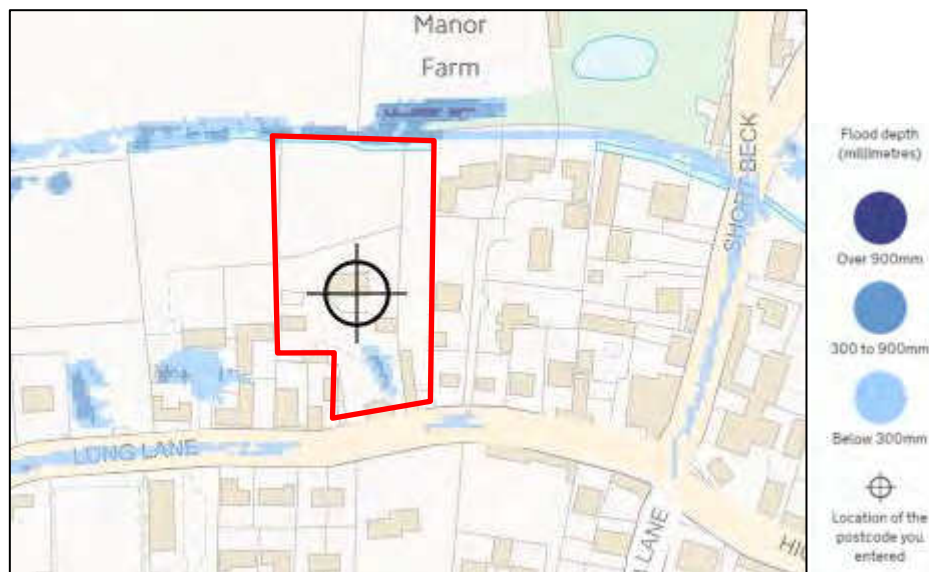 Manor
Farm
SHORT BECK
LONG LANE
LANE
Flood depth
(millimetres)
Over 900mm
300 to 900mm
Below 300mm
Location of the
postcode you
entered